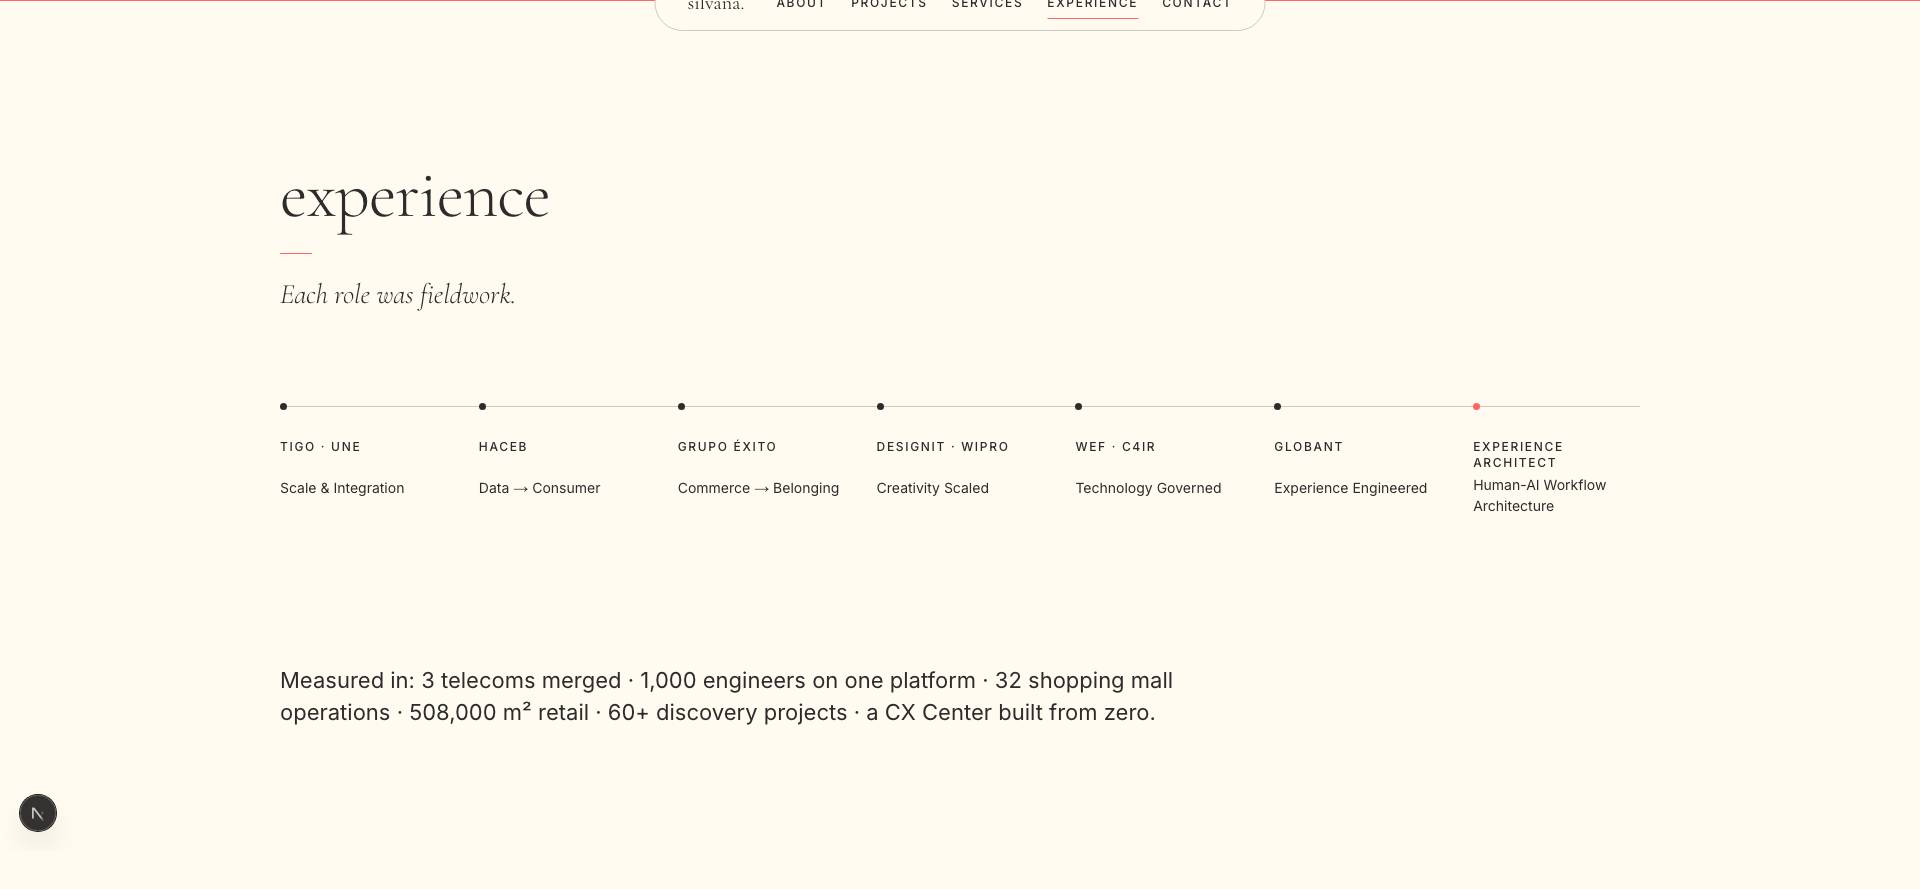 silvana. ABOUT PROJECTS SERVICES EXPERIENCE CONTACT
experience
Each role was fieldwork.
TIGO · UNE
Scale & Integration
HACEB
Data → Consumer
GRUPO ÉXITO
Commerce → Belonging
DESIGNIT · WIPRO
Creativity Scaled
WEF · C4IR
Technology Governed
GLOBANT
Experience Engineered
EXPERIENCE
ARCHITECT
Human-AI Workflow
Architecture
Measured in: 3 telecoms merged · 1,000 engineers on one platform · 32 shopping mall
operations · 508,000 m² retail · 60+ discovery projects · a CX Center built from zero.
N